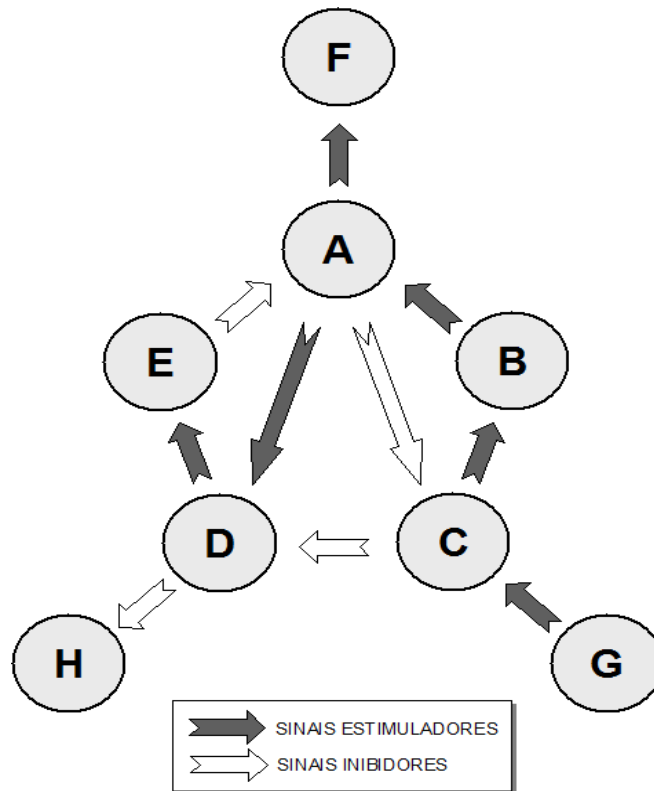 F
A
E
B
D
C
H
G
SINAIS ESTIMULADORES
SINAIS INIBIDORES